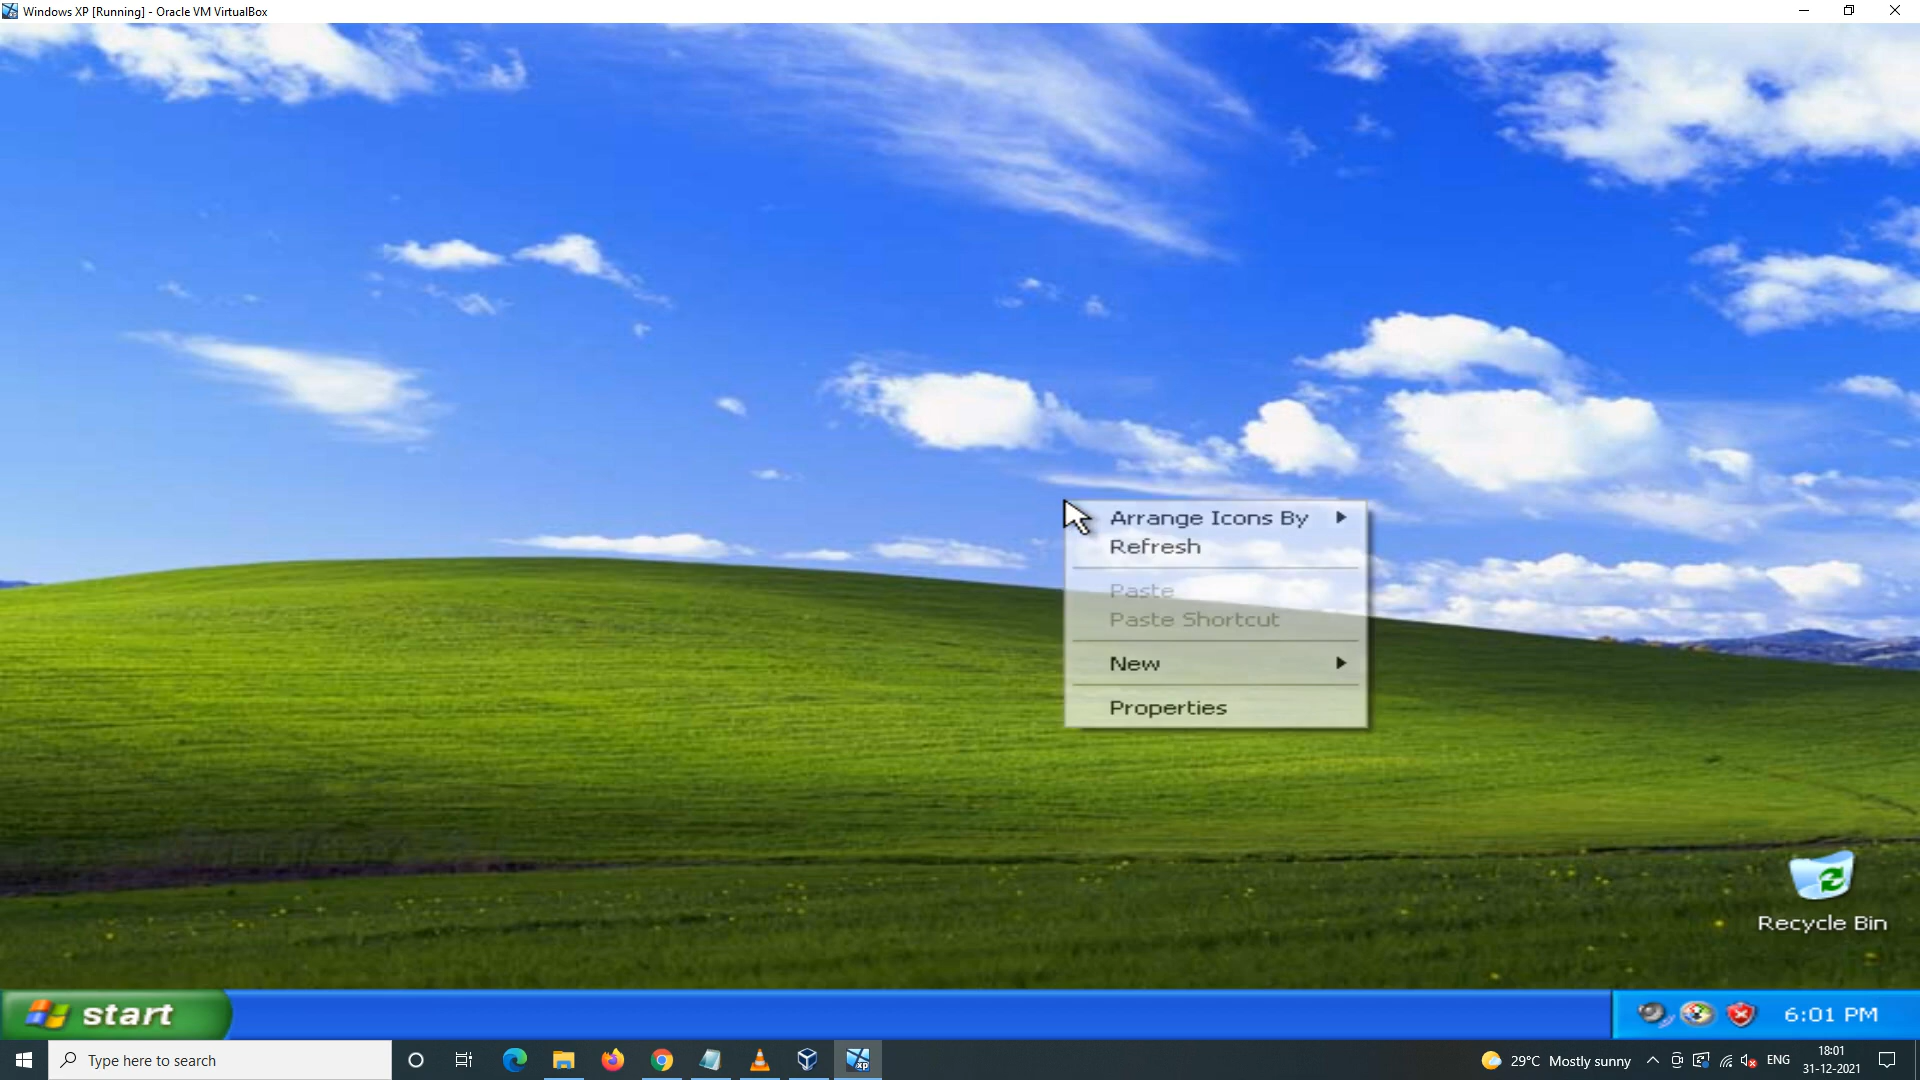 Windows XP [Running] - Oracle VM VirtualBox
Arrange Icons By
Refresh
Paste
Paste Shortcut
New
Properties
Recycle Bin
start
6:01 PM
Type here to search
xp
29°C Mostly sunny
ENG
18:01
31-12-2021